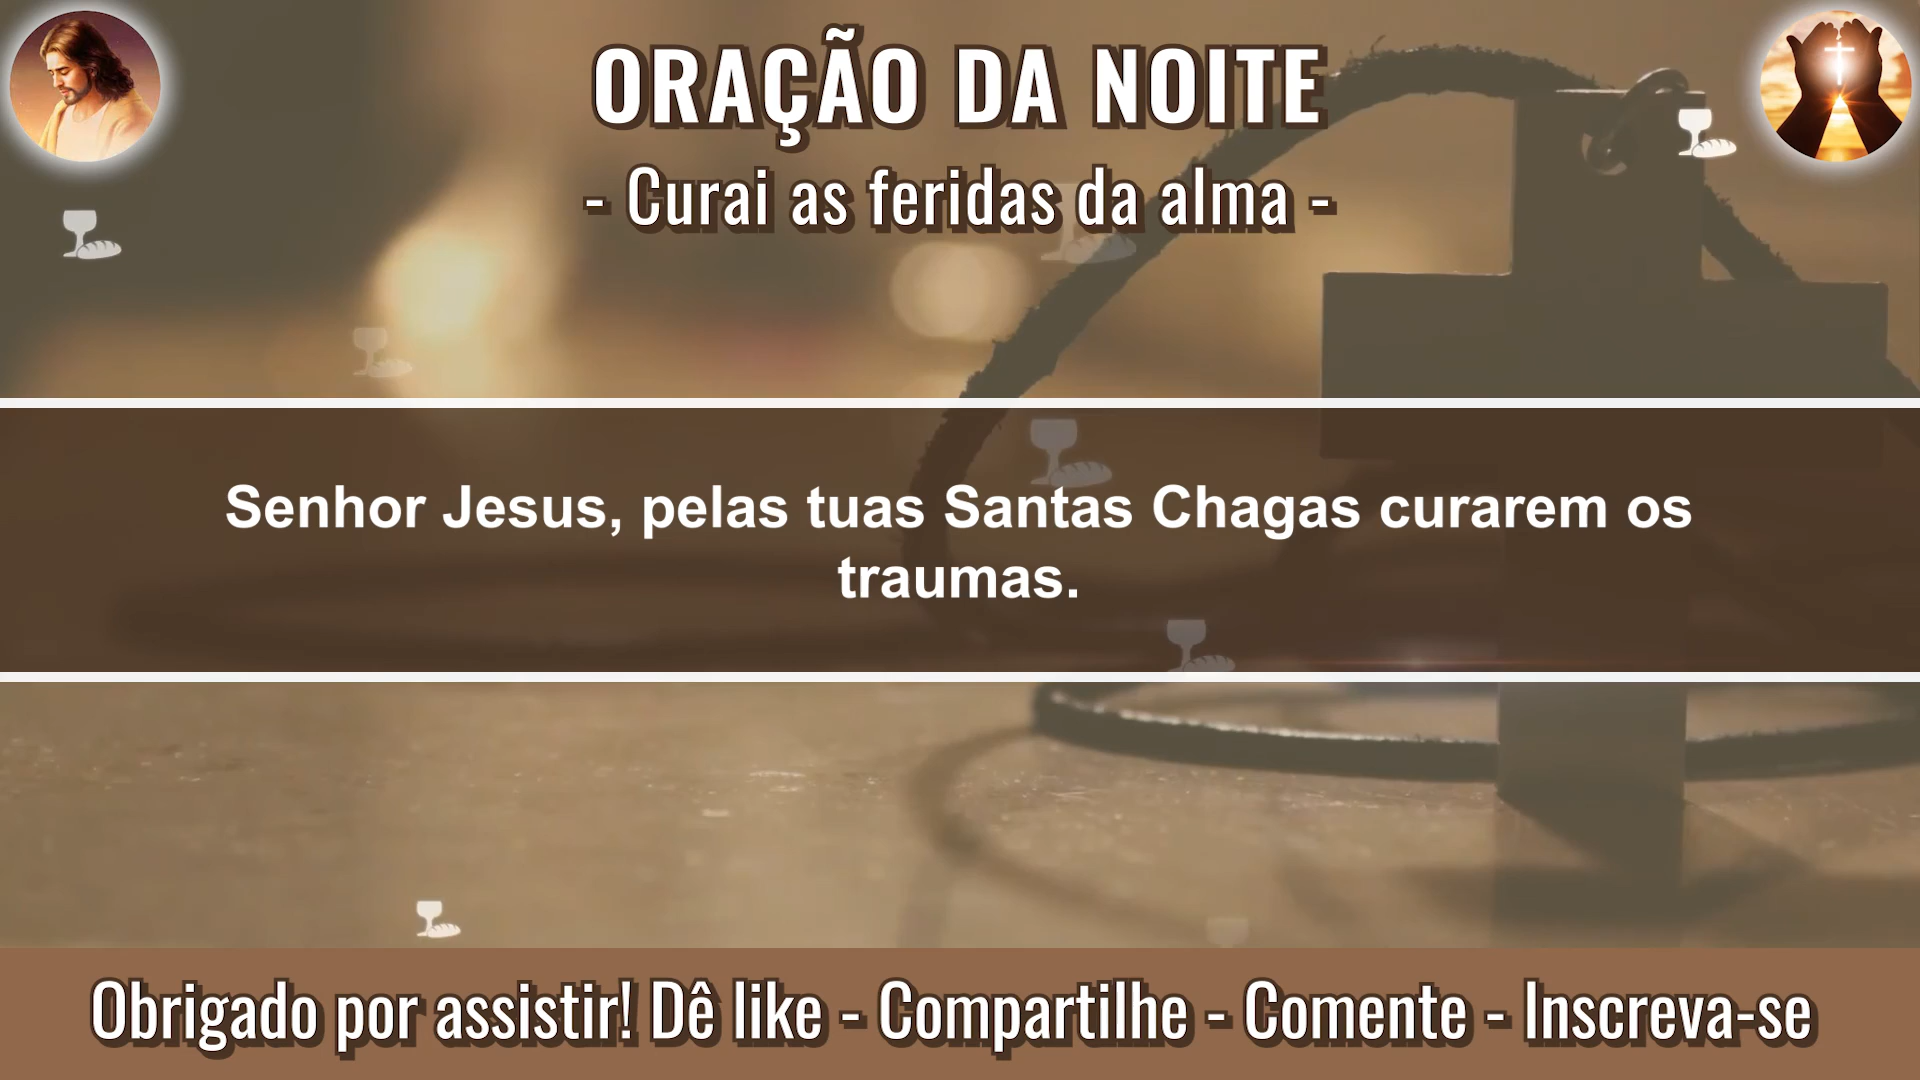 ORAÇÃO DA NOITE
- Curai as feridas da alma -
Senhor Jesus, pelas tuas Santas Chagas curarem os
traumas.
Obrigado por assistir! Dê like - Compartilhe - Comente - Inscreva-se